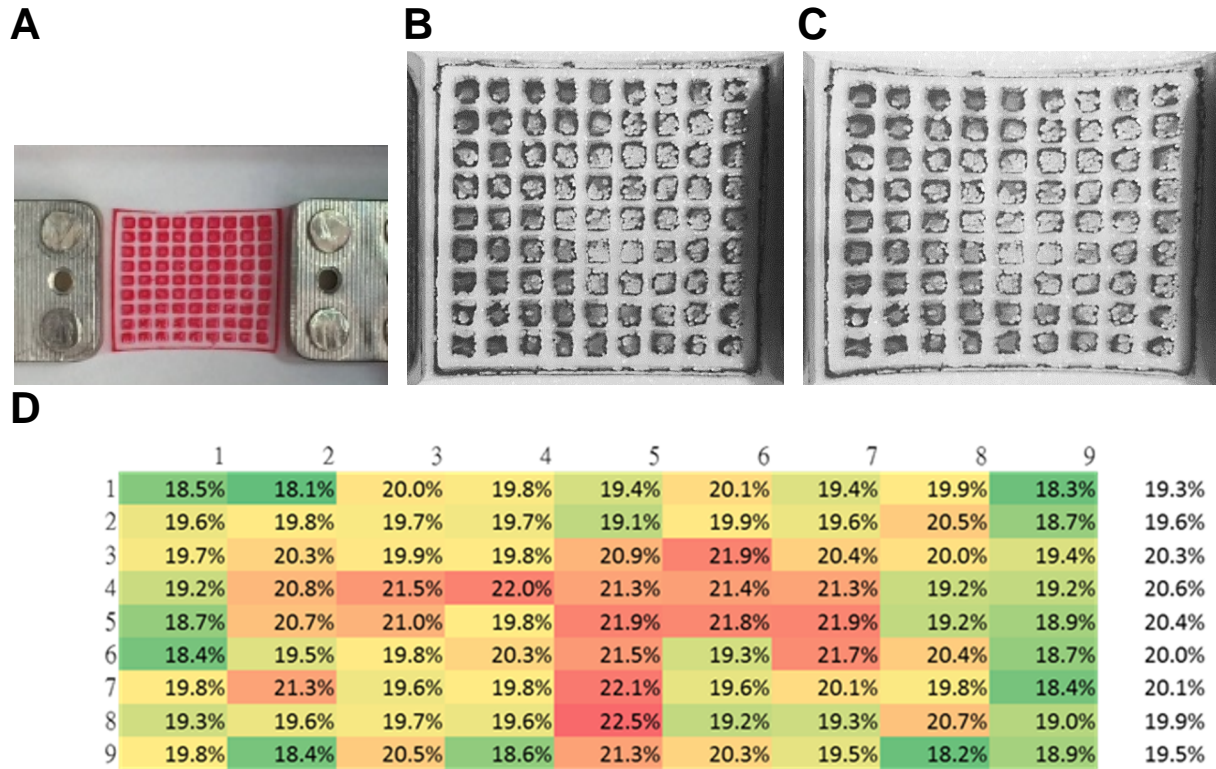 A
B
C
D
1 2 3 4 5 6 7 8 9
1 18.5% 18.1% 20.0% 19.8% 19.4% 20.1% 19.4% 19.9% 18.3% 19.3%
2 19.6% 19.8% 19.7% 19.7% 19.1% 19.9% 19.6% 20.5% 18.7% 19.6%
3 19.7% 20.3% 19.9% 19.8% 20.9% 21.9% 20.4% 20.0% 19.4% 20.3%
4 19.2% 20.8% 21.5% 22.0% 21.3% 21.4% 21.3% 19.2% 19.2% 20.6%
5 18.7% 20.7% 21.0% 19.8% 21.9% 21.8% 21.9% 19.2% 18.9% 20.4%
6 18.4% 19.5% 19.8% 20.3% 21.5% 19.3% 21.7% 20.4% 18.7% 20.0%
7 19.8% 21.3% 19.6% 19.8% 22.1% 19.6% 20.1% 19.8% 18.4% 20.1%
8 19.3% 19.6% 19.7% 19.6% 22.5% 19.2% 19.3% 20.7% 19.0% 19.9%
9 19.8% 18.4% 20.5% 18.6% 21.3% 20.3% 19.5% 18.2% 18.9% 19.5%